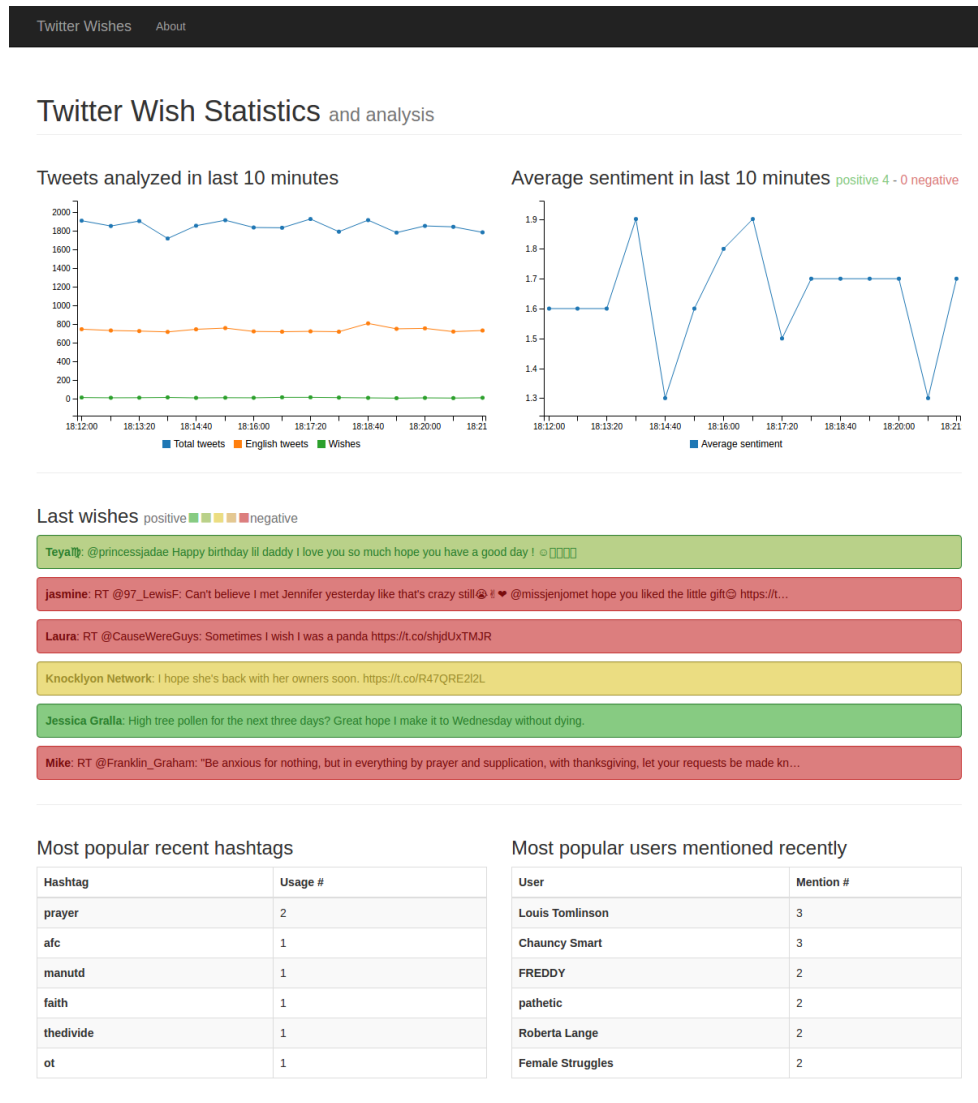 Twitter Wishes About
Twitter Wish Statistics and analysis
Tweets analyzed in last 10 minutes
2000
1800
1600
1400
1200
1000
800
600
400
200
0
18:12:00 18:13:20 18:14:40 18:16:00 18:17:20 18:18:40 18:20:00 18:21
Total tweets English tweets Wishes
Average sentiment in last 10 minutes positive 4 - 0 negative
1.9
1.8
1.7
1.6
1.5
1.4
1.3
18:12:00 18:13:20 18:14:40 18:16:00 18:17:20 18:18:40 18:20:00 18:21
Average sentiment
Last wishes positive negative
Teya: @princessjadae Happy birthday lil daddy I love you so much hope you have a good day ! ☺
jasmine: RT @97_LewisF: Can't believe I met Jennifer yesterday like that's crazy still😭✌❤ @missjenjomet hope you liked the little gift😊 https://t…
Laura: RT @CauseWereGuys: Sometimes I wish I was a panda https://t.co/shjdUxTMJR
Knocklyon Network: I hope she's back with her owners soon. https://t.co/R47QRE2l2L
Jessica Gralla: High tree pollen for the next three days? Great hope I make it to Wednesday without dying.
Mike: RT @Franklin_Graham: "Be anxious for nothing, but in everything by prayer and supplication, with thanksgiving, let your requests be made kn…
Most popular recent hashtags
Hashtag Usage #
prayer 2
afc 1
manutd 1
faith 1
thedivide 1
ot 1
Most popular users mentioned recently
User Mention #
Louis Tomlinson 3
Chauncy Smart 3
FREDDY 2
pathetic 2
Roberta Lange 2
Female Struggles 2